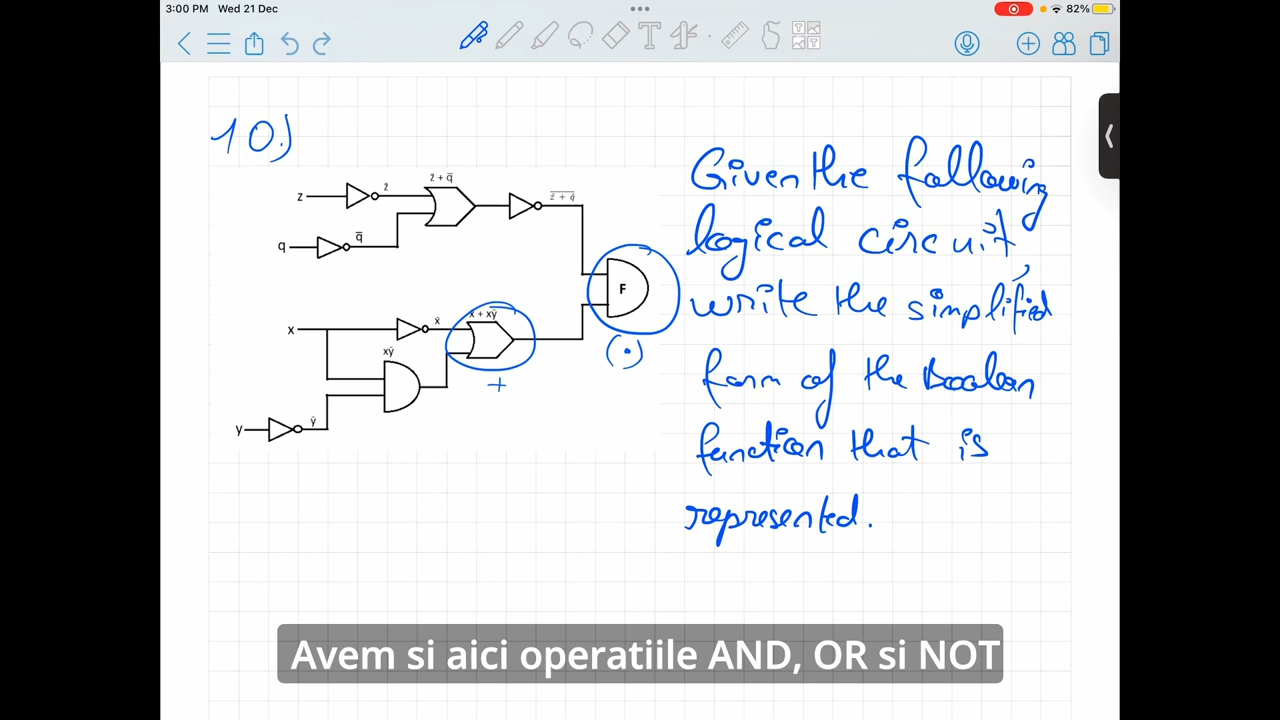 3:00 PM Wed 21 Dec
82%
10.)
Given the following
logical circuit,
write the simplified
form of the Boolean
function that is
represented.
z
z̄
z̄ + q̄
z̄ + q̄
q
q̄
F
(·)
x
x̄
x̄ + xȳ
+
xȳ
y
ȳ
Avem si aici operatiile AND, OR si NOT